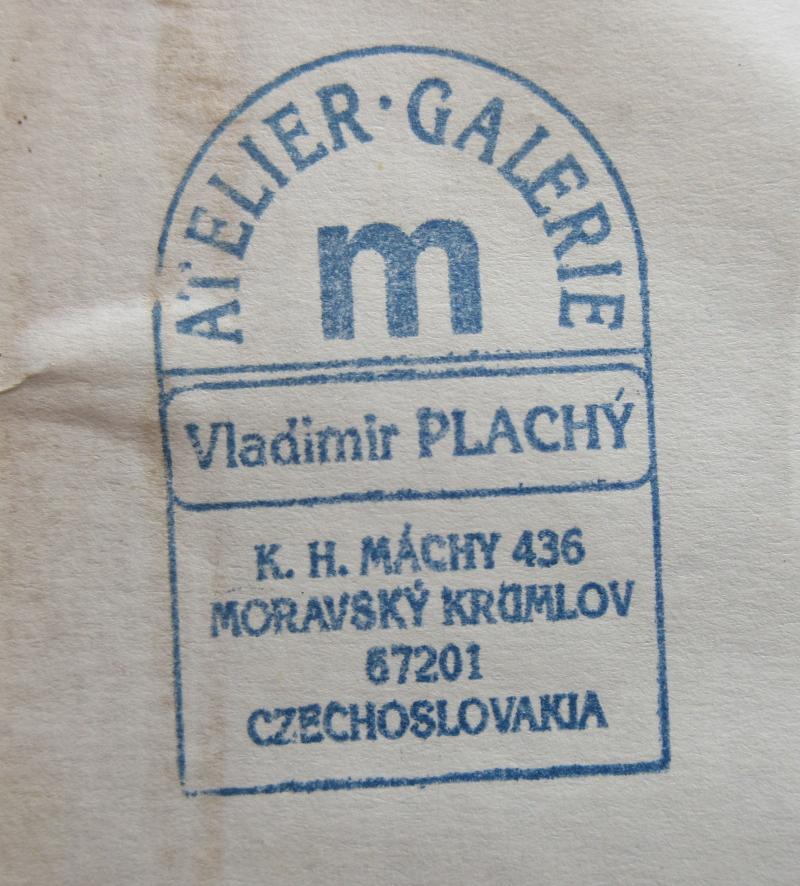 ATELIER · GALERIE
m
Vladimir PLACHÝ
K. H. MÁCHY 436
MORAVSKÝ KRUMLOV
67201
CZECHOSLOVAKIA